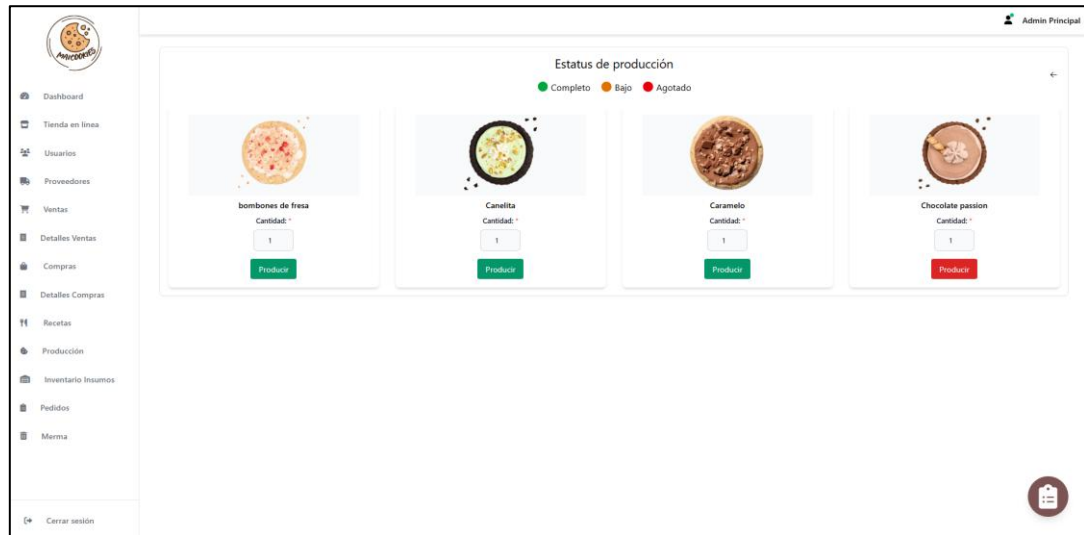 MAICOOKIES
Admin Principal
Dashboard
Tienda en línea
Usuarios
Proveedores
Ventas
Detalles Ventas
Compras
Detalles Compras
Recetas
Producción
Inventario Insumos
Pedidos
Merma
Cerrar sesión
Estatus de producción
Completo Bajo Agotado
bombones de fresa
Cantidad: *
1
Producir
Canelita
Cantidad: *
1
Producir
Caramelo
Cantidad: *
1
Producir
Chocolate passion
Cantidad: *
1
Producir